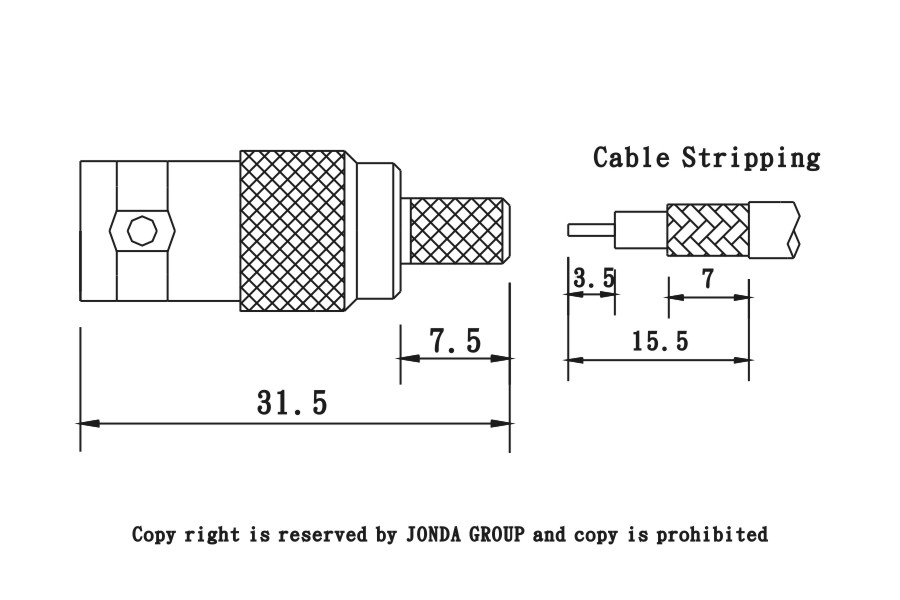 Cable Stripping
3.5
7
7.5
15.5
31.5
Copy right is reserved by JONDA GROUP and copy is prohibited